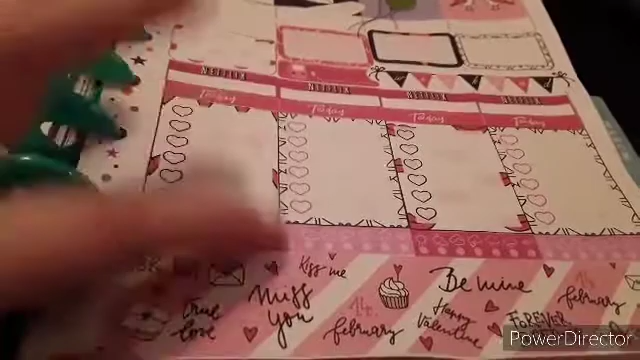 NETFLIX NETFLIX NETFLIX NETFLIX
Today Today Today Today
Kiss me
True love
Miss you
14 february
Be mine
Happy Valentine
february
FOREVER
PowerDirector